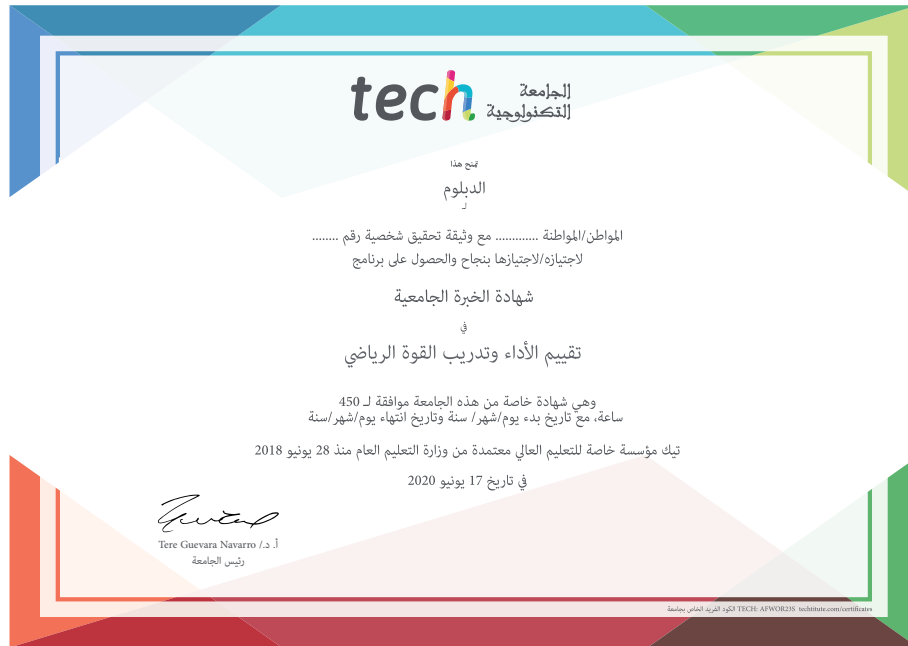 tech الجامعة
التكنولوجية
تمنح هذا
الدبلوم
لـ
المواطن/المواطنة ............. مع وثيقة تحقيق شخصية رقم ........
لاجتيازه/لاجتيازها بنجاح والحصول على برنامج
شهادة الخبرة الجامعية
في
تقييم الأداء وتدريب القوة الرياضي
وهي شهادة خاصة من هذه الجامعة موافقة لـ 450
ساعة، مع تاريخ بدء يوم/شهر/ سنة وتاريخ انتهاء يوم/شهر/سنة
تيك مؤسسة خاصة للتعليم العالي معتمدة من وزارة التعليم العام منذ 28 يونيو 2018
في تاريخ 17 يونيو 2020
أ. د./ Tere Guevara Navarro
رئيس الجامعة
الكود الفريد الخاص بجامعة TECH: AFWOR23S techtitute.com/certificates